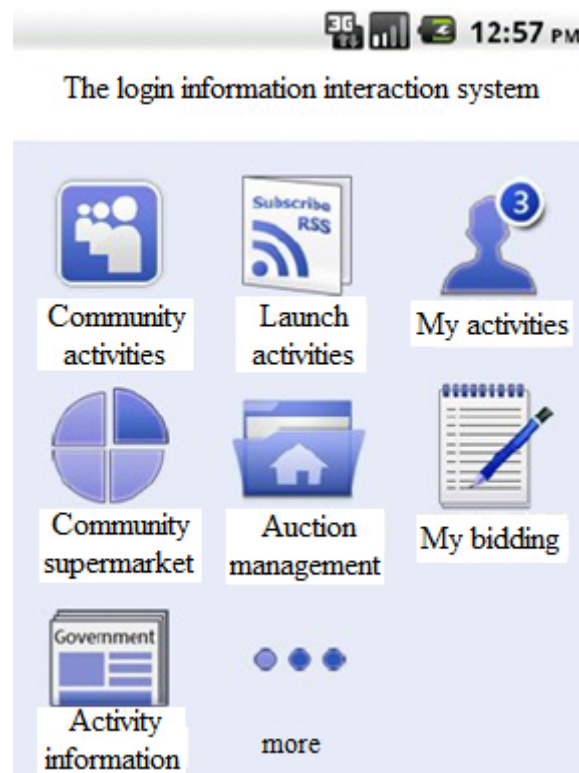 3G 12:57 PM
The login information interaction system
Subscribe
RSS
3
Community
activities
Launch
activities
My activities
Community
supermarket
Auction
management
My bidding
Government
Activity
information
more